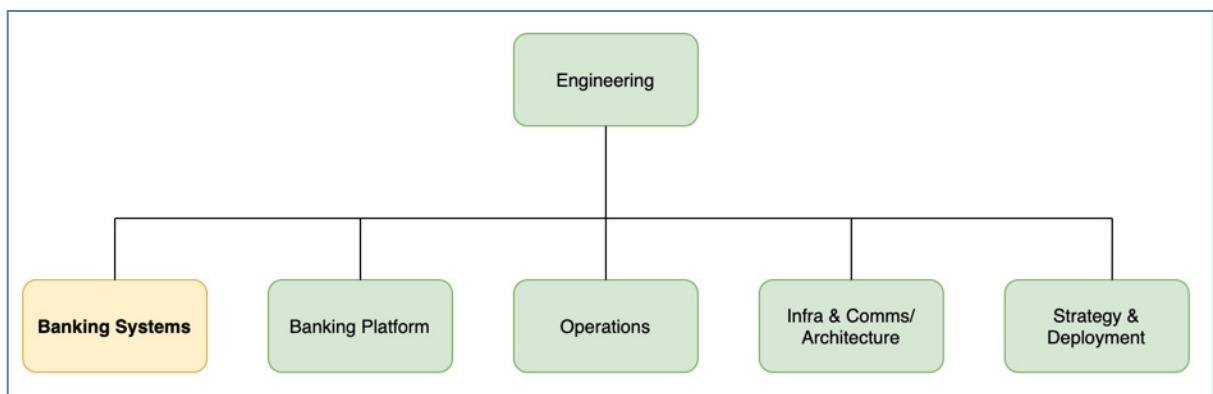 Engineering
Banking Systems
Banking Platform
Operations
Infra & Comms/
Architecture
Strategy &
Deployment